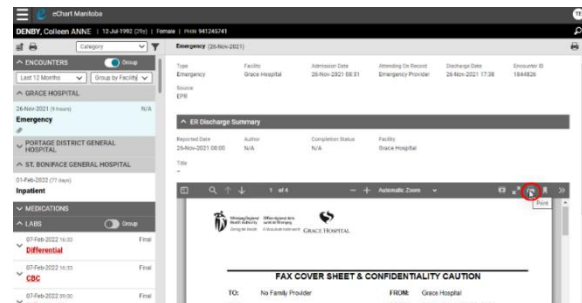 eChart Manitoba
TE
DENBY, Colleen ANNE | 12-Jul-1992 (29y) | Female | PHIN 941245741
Category
Emergency (26-Nov-2021)
ENCOUNTERS
Group
Last 12 Months
Group by Facility
GRACE HOSPITAL
26-Nov-2021 (9 hours) N/A
Emergency
PORTAGE DISTRICT GENERAL HOSPITAL
ST. BONIFACE GENERAL HOSPITAL
01-Feb-2022 (77 days)
Inpatient
MEDICATIONS
LABS
Group
07-Feb-2022 Final
Differential
07-Feb-2022 Final
CBC
07-Feb-2022 Final
Type Facility Admission Date Attending On Record Discharge Date Encounter ID
Emergency Grace Hospital 26-Nov-2021 08:31 Emergency Provider 26-Nov-2021 17:38 1844826
Source
EPR
ER Discharge Summary
Reported Date Author Completion Status Facility
26-Nov-2021 08:00 N/A N/A Grace Hospital
Title
-
1 of 4
Automatic Zoom
Print
GRACE HOSPITAL
FAX COVER SHEET & CONFIDENTIALITY CAUTION
TO: No Family Provider FROM: Grace Hospital